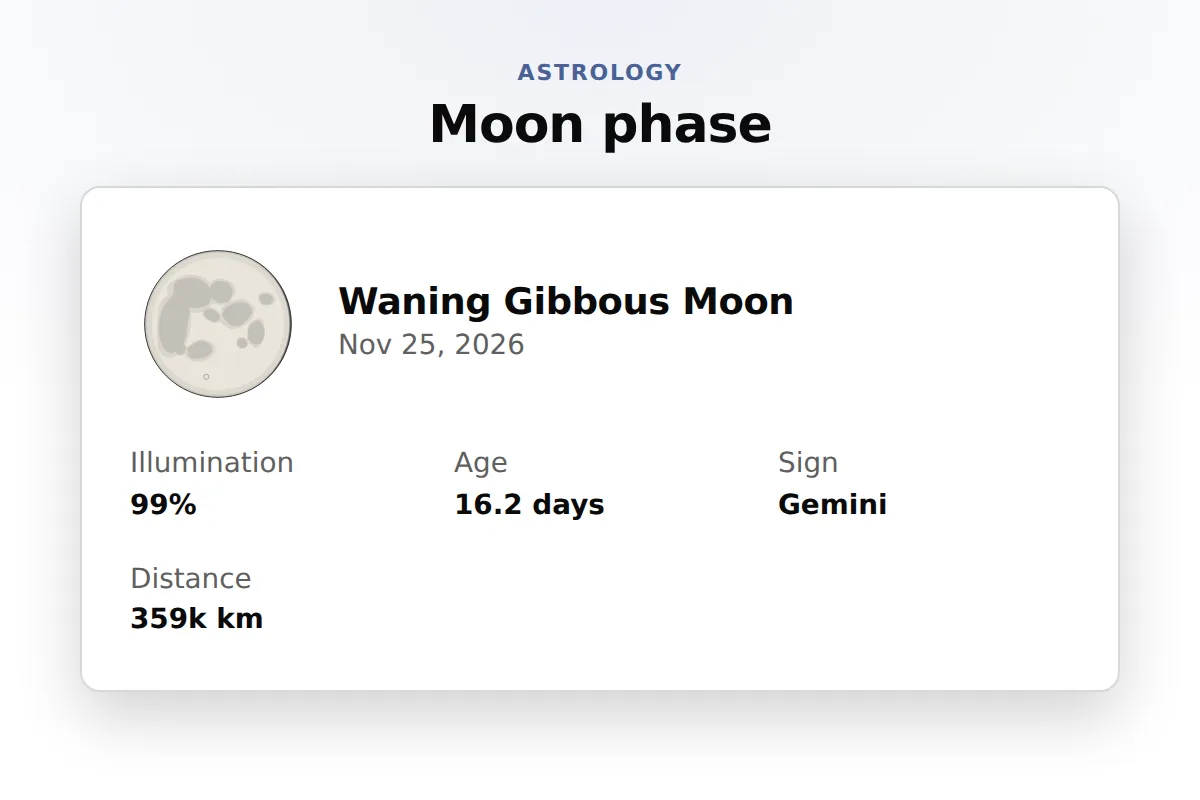 ASTROLOGY
Moon phase
Waning Gibbous Moon
Nov 25, 2026
Illumination
99%
Age
16.2 days
Sign
Gemini
Distance
359k km